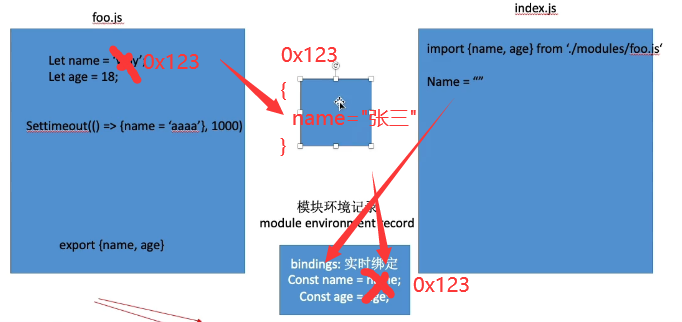 foo.js
index.js
Let name = '
Let age = 18;
0x123
0x123
{
name="张三"
}
import {name, age} from './modules/foo.js'
Name = “”
Settimeout(() => {name = 'aaaa'}, 1000)
export {name, age}
模块环境记录
module environment record
bindings: 实时绑定
Const name = name;
Const age = age;
0x123